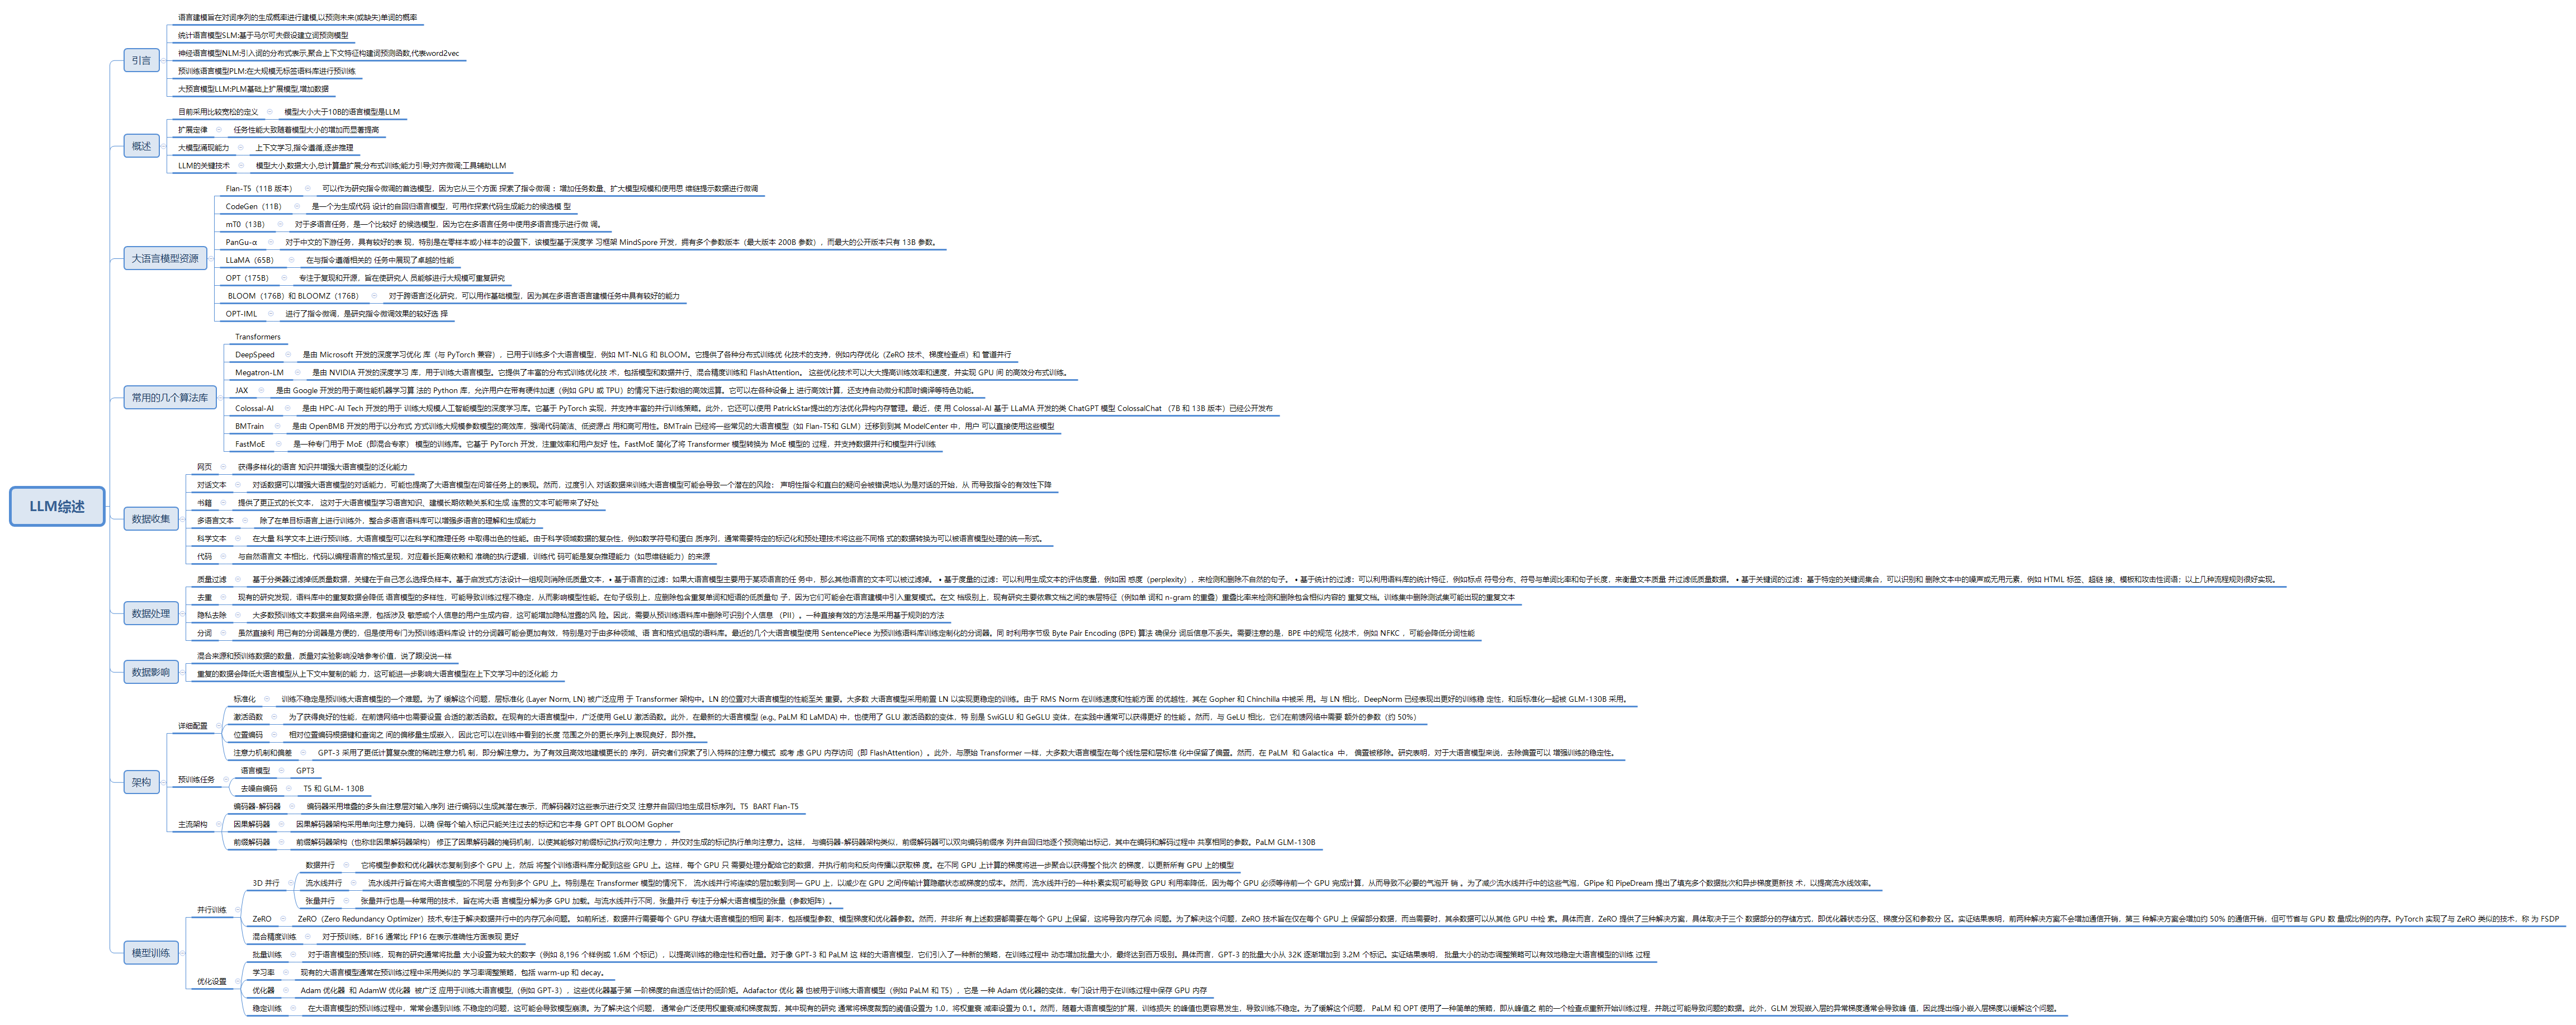 LLM综述
引言
语言建模旨在对词序列的生成概率进行建模,以预测未来(或缺失)单词的概率
统计语言模型SLM:基于马尔可夫假设建立词预测模型
神经语言模型NLM:引入词的分布式表示,聚合上下文特征构建词预测函数,代表word2vec
预训练语言模型PLM:在大规模无标签语料库进行预训练
大预言模型LLM:PLM基础上扩展模型,增加数据
概述
目前采用比较宽松的定义 模型大小大于10B的语言模型是LLM
扩展定律 任务性能大致随着模型大小的增加而显著提高
大模型涌现能力 上下文学习,指令遵循,逐步推理
LLM的关键技术 模型大小,数据大小,总计算量扩展;分布式训练;能力引导;对齐微调;工具辅助LLM
大语言模型资源
Flan-T5（11B 版本） 可以作为研究指令微调的首选模型，因为它从三个方面 探索了指令微调 ：增加任务数量、扩大模型规模和使用思 维链提示数据进行微调
CodeGen（11B） 是一个为生成代码 设计的自回归语言模型，可用作探索代码生成能力的候选模 型
mT0（13B） 对于多语言任务，是一个比较好 的候选模型，因为它在多语言任务中使用多语言提示进行微 调。
PanGu-α 对于中文的下游任务，具有较好的表 现，特别是在零样本或小样本的设置下，该模型基于深度学 习框架 MindSpore 开发，拥有多个参数版本（最大版本 200B 参数），而最大的公开版本只有 13B 参数。
LLaMA（65B） 在与指令遵循相关的 任务中展现了卓越的性能
OPT（175B） 专注于复现和开源，旨在使研究人 员能够进行大规模可重复研究
BLOOM（176B）和 BLOOMZ（176B） 对于跨语言泛化研究，可以用作基础模型，因为其在多语言语言建模任务中具有较好的能力
OPT-IML 进行了指令微调，是研究指令微调效果的较好选 择
常用的几个算法库
Transformers
DeepSpeed 是由 Microsoft 开发的深度学习优化 库（与 PyTorch 兼容），已用于训练多个大语言模型，例如 MT-NLG 和 BLOOM。它提供了各种分布式训练优 化技术的支持，例如内存优化（ZeRO 技术、梯度检查点）和 管道并行
Megatron-LM 是由 NVIDIA 开发的深度学习 库，用于训练大语言模型。它提供了丰富的分布式训练优化技 术，包括模型和数据并行、混合精度训练和 FlashAttention。 这些优化技术可以大大提高训练效率和速度，并实现 GPU 间 的高效分布式训练。
JAX 是由 Google 开发的用于高性能机器学习算 法的 Python 库，允许用户在带有硬件加速（例如 GPU 或 TPU）的情况下进行数组的高效运算。它可以在各种设备上 进行高效计算，还支持自动微分和即时编译等特色功能。
Colossal-AI 是由 HPC-AI Tech 开发的用于 训练大规模人工智能模型的深度学习库。它基于 PyTorch 实现，并支持丰富的并行训练策略。此外，它还可以使用 PatrickStar提出的方法优化异构内存管理。最近，使 用 Colossal-AI 基于 LLaMA 开发的类 ChatGPT 模型 ColossalChat （7B 和 13B 版本）已经公开发布
BMTrain 是由 OpenBMB 开发的用于以分布式 方式训练大规模参数模型的高效库，强调代码简洁、低资源占 用和高可用性。BMTrain 已经将一些常见的大语言模型（如 Flan-T5和 GLM）迁移到到其 ModelCenter 中，用户 可以直接使用这些模型
FastMoE 是一种专门用于 MoE（即混合专家） 模型的训练库。它基于 PyTorch 开发，注重效率和用户友好 性。FastMoE 简化了将 Transformer 模型转换为 MoE 模型的 过程，并支持数据并行和模型并行训练
数据收集
网页 获得多样化的语言 知识并增强大语言模型的泛化能力
对话文本 对话数据可以增强大语言模型的对话能力，可能也提高了大语言模型在问答任务上的表现。然而，过度引入 对话数据来训练大语言模型可能会导致一个潜在的风险： 声明性指令和直白的疑问会被错误地认为是对话的开始，从 而导致指令的有效性下降
书籍 提供了更正式的长文本， 这对于大语言模型学习语言知识、建模长期依赖关系和生成 连贯的文本可能带来了好处
多语言文本 除了在单目标语言上进行训练外，整合多语言语料库可以增强多语言的理解和生成能力
科学文本 在大量 科学文本上进行预训练，大语言模型可以在科学和推理任务 中取得出色的性能。由于科学领域数据的复杂性，例如数学符号和蛋白 质序列，通常需要特定的标记化和预处理技术将这些不同格 式的数据转换为可以被语言模型处理的统一形式。
代码 与自然语言文 本相比，代码以编程语言的格式呈现，对应着长距离依赖和 准确的执行逻辑，训练代 码可能是复杂推理能力（如思维链能力）的来源
数据处理
质量过滤 基于分类器过滤掉低质量数据，关键在于自己怎么选择负样本。基于启发式方法设计一组规则消除低质量文本，• 基于语言的过滤：如果大语言模型主要用于某项语言的任 务中，那么其他语言的文本可以被过滤掉。 • 基于度量的过滤：可以利用生成文本的评估度量，例如困 惑度（perplexity），来检测和删除不自然的句子。 • 基于统计的过滤：可以利用语料库的统计特征，例如标点 符号分布、符号与单词比率和句子长度，来衡量文本质量 并过滤低质量数据。 • 基于关键词的过滤：基于特定的关键词集合，可以识别和 删除文本中的噪声或无用元素，例如 HTML 标签、超链 接、模板和攻击性词语；以上几种流程规则很好实现。
去重 现有的研究发现，语料库中的重复数据会降低 语言模型的多样性，可能导致训练过程不稳定，从而影响模型性能。在句子级别上，应删除包含重复单词和短语的低质量句 子，因为它们可能会在语言建模中引入重复模式。在文 档级别上，现有研究主要依靠文档之间的表层特征（例如单 词和 n-gram 的重叠）重叠比率来检测和删除包含相似内容的 重复文档。训练集中删除测试集可能出现的重复文本
隐私去除 大多数预训练文本数据来自网络来源，包括涉及 敏感或个人信息的用户生成内容，这可能增加隐私泄露的风 险。因此，需要从预训练语料库中删除可识别个人信息 （PII）。一种直接有效的方法是采用基于规则的方法
分词 虽然直接利 用已有的分词器是方便的，但是使用专门为预训练语料库设 计的分词器可能会更加有效，特别是对于由多种领域、语 言和格式组成的语料库。最近的几个大语言模型使用 SentencePiece 为预训练语料库训练定制化的分词器。同 时利用字节级 Byte Pair Encoding (BPE) 算法 确保分 词后信息不丢失。需要注意的是，BPE 中的规范 化技术，例如 NFKC ，可能会降低分词性能
数据影响
混合来源和预训练数据的数量，质量对实验影响没啥参考价值，说了跟没说一样
重复的数据会降低大语言模型从上下文中复制的能 力，这可能进一步影响大语言模型在上下文学习中的泛化能 力
架构
详细配置
标准化 训练不稳定是预训练大语言模型的一个难题。为了 缓解这个问题，层标准化 (Layer Norm, LN) 被广泛应用 于 Transformer 架构中。LN 的位置对大语言模型的性能至关 重要。大多数 大语言模型采用前置 LN 以实现更稳定的训练。由于 RMS Norm 在训练速度和性能方面 的优越性，其在 Gopher 和 Chinchilla 中被采 用。与 LN 相比，DeepNorm 已经表现出更好的训练稳 定性，和后标准化一起被 GLM-130B 采用。
激活函数 为了获得良好的性能，在前馈网络中也需要设置 合适的激活函数。在现有的大语言模型中，广泛使用 GeLU 激活函数。此外，在最新的大语言模型 (e.g., PaLM 和 LaMDA) 中，也使用了 GLU 激活函数的变体，特 别是 SwiGLU 和 GeGLU 变体，在实践中通常可以获得更好 的性能 。然而，与 GeLU 相比，它们在前馈网络中需要 额外的参数（约 50%）
位置编码 相对位置编码根据键和查询之 间的偏移量生成嵌入，因此它可以在训练中看到的长度 范围之外的更长序列上表现良好，即外推。
注意力机制和偏差 GPT-3 采用了更低计算复杂度的稀疏注意力机 制，即分解注意力。为了有效且高效地建模更长的 序列，研究者们探索了引入特殊的注意力模式 或考 虑 GPU 内存访问（即 FlashAttention）。此外，与原始 Transformer 一样，大多数大语言模型在每个线性层和层标准 化中保留了偏置。然而，在 PaLM 和 Galactica 中， 偏置被移除。研究表明，对于大语言模型来说，去除偏置可以 增强训练的稳定性。
预训练任务
语言模型 GPT3
去噪自编码 T5 和 GLM- 130B
主流架构
编码器-解码器 编码器采用堆叠的多头自注意层对输入序列 进行编码以生成其潜在表示，而解码器对这些表示进行交叉 注意并自回归地生成目标序列。T5 BART Flan-T5
因果解码器 因果解码器架构采用单向注意力掩码，以确 保每个输入标记只能关注过去的标记和它本身 GPT OPT BLOOM Gopher
前缀解码器 前缀解码器架构（也称非因果解码器架构） 修正了因果解码器的掩码机制，以使其能够对前缀标记执行双向注意力 ，并仅对生成的标记执行单向注意力。这样， 与编码器-解码器架构类似，前缀解码器可以双向编码前缀序 列并自回归地逐个预测输出标记，其中在编码和解码过程中 共享相同的参数。PaLM GLM-130B
模型训练
并行训练
3D 并行
数据并行 它将模型参数和优化器状态复制到多个 GPU 上，然后 将整个训练语料库分配到这些 GPU 上。这样，每个 GPU 只 需要处理分配给它的数据，并执行前向和反向传播以获取梯 度。在不同 GPU 上计算的梯度将进一步聚合以获得整个批次 的梯度，以更新所有 GPU 上的模型
流水线并行 流水线并行旨在将大语言模型的不同层 分布到多个 GPU 上。特别是在 Transformer 模型的情况下， 流水线并行将连续的层加载到同一 GPU 上，以减少在 GPU 之间传输计算隐藏状态或梯度的成本。然而，流水线并行的一种朴素实现可能导致 GPU 利用率降低，因为每个 GPU 必须等待前一个 GPU 完成计算，从而导致不必要的气泡开 销 。为了减少流水线并行中的这些气泡，GPipe 和 PipeDream 提出了填充多个数据批次和异步梯度更新技 术，以提高流水线效率。
张量并行 张量并行也是一种常用的技术，旨在将大语 言模型分解为多 GPU 加载。与流水线并行不同，张量并行 专注于分解大语言模型的张量（参数矩阵）。
ZeRO ZeRO（Zero Redundancy Optimizer）技术,专注于解决数据并行中的内存冗余问题。 如前所述，数据并行需要每个 GPU 存储大语言模型的相同 副本，包括模型参数、模型梯度和优化器参数。然而，并非所 有上述数据都需要在每个 GPU 上保留，这将导致内存冗余 问题。为了解决这个问题，ZeRO 技术旨在仅在每个 GPU 上 保留部分数据，而当需要时，其余数据可以从其他 GPU 中检 索。具体而言，ZeRO 提供了三种解决方案，具体取决于三个 数据部分的存储方式，即优化器状态分区、梯度分区和参数分 区。实证结果表明，前两种解决方案不会增加通信开销，第三 种解决方案会增加约 50% 的通信开销，但可节省与 GPU 数 量成比例的内存。PyTorch 实现了与 ZeRO 类似的技术，称 为 FSDP
混合精度训练 对于预训练，BF16 通常比 FP16 在表示准确性方面表现 更好
优化设置
批量训练 对于语言模型的预训练，现有的研究通常将批量 大小设置为较大的数字（例如 8,196 个样例或 1.6M 个标记），以提高训练的稳定性和吞吐量。对于像 GPT-3 和 PaLM 这 样的大语言模型，它们引入了一种新的策略，在训练过程中 动态增加批量大小，最终达到百万级别。具体而言，GPT-3 的批量大小从 32K 逐渐增加到 3.2M 个标记。实证结果表明， 批量大小的动态调整策略可以有效地稳定大语言模型的训练 过程
学习率 现有的大语言模型通常在预训练过程中采用类似的 学习率调整策略，包括 warm-up 和 decay。
优化器 Adam 优化器 和 AdamW 优化器 被广泛 应用于训练大语言模型,（例如 GPT-3），这些优化器基于第 一阶梯度的自适应估计的低阶矩。Adafactor 优化 器 也被用于训练大语言模型（例如 PaLM 和 T5），它是 一种 Adam 优化器的变体，专门设计用于在训练过程中保存 GPU 内存
稳定训练 在大语言模型的预训练过程中，常常会遇到训练 不稳定的问题，这可能会导致模型崩溃。为了解决这个问题， 通常会广泛使用权重衰减和梯度裁剪，其中现有的研究 通常将梯度裁剪的阈值设置为 1.0，将权重衰 减率设置为 0.1。然而，随着大语言模型的扩展，训练损失 的峰值也更容易发生，导致训练不稳定。为了缓解这个问题， PaLM 和 OPT 使用了一种简单的策略，即从峰值之 前的一个检查点重新开始训练过程，并跳过可能导致问题的数据。此外，GLM 发现嵌入层的异常梯度通常会导致峰 值，因此提出缩小嵌入层梯度以缓解这个问题。